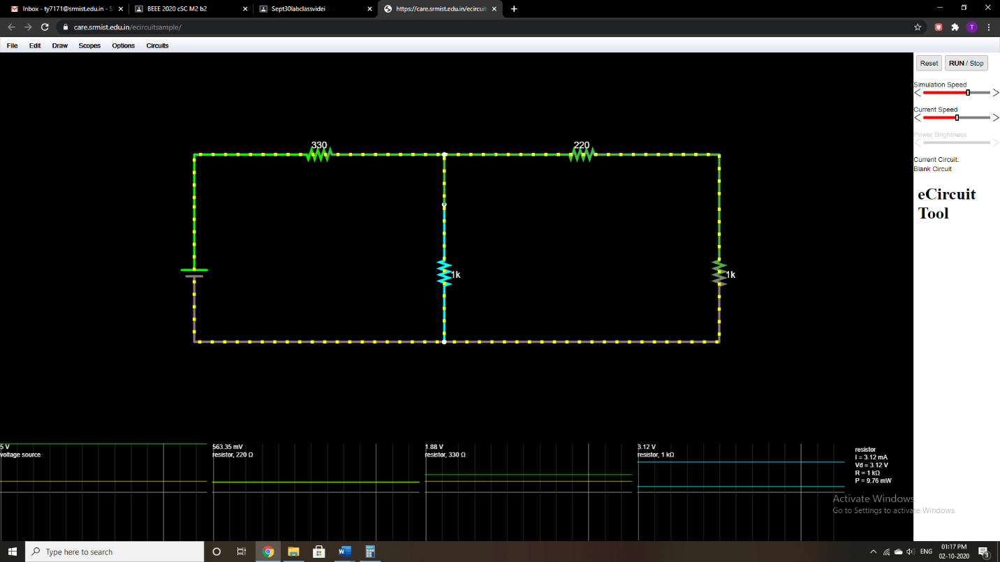 Inbox - ty7171@srmist.edu.in - S
BEEE 2020 cSC M2 b2
Sept30labclassvidei
https://care.srmist.edu.in/ecircuit
care.srmist.edu.in/ecircuitsample/
T
File Edit Draw Scopes Options Circuits
Reset
RUN / Stop
Simulation Speed
Current Speed
Power Brightness
Current Circuit:
Blank Circuit
eCircuit
Tool
330
220
1k
1k
5 V
voltage source
563.35 mV
resistor, 220 Ω
1.88 V
resistor, 330 Ω
3.12 V
resistor, 1 kΩ
resistor
I = 3.12 mA
Vd = 3.12 V
R = 1 kΩ
P = 9.76 mW
Activate Windows
Go to Settings to activate Windows.
Type here to search
W
ENG
01:17 PM
02-10-2020
3